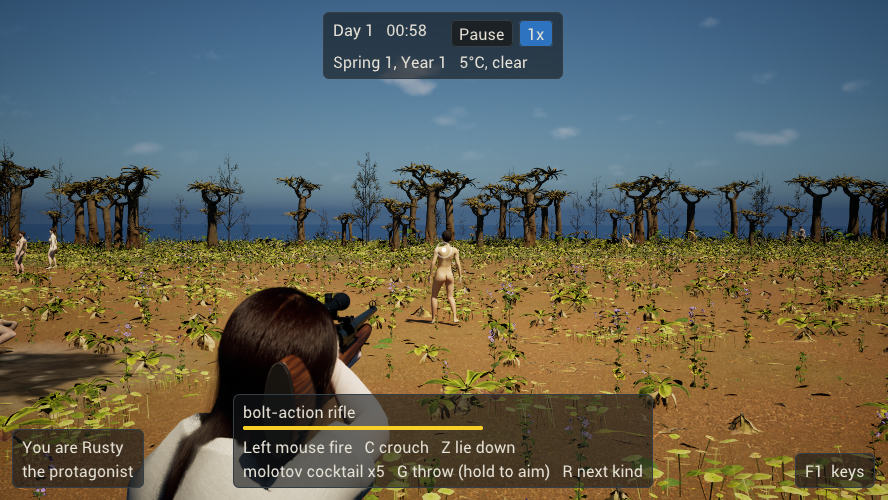 Day 1 00:58 Pause 1x
Spring 1, Year 1 5°C, clear
bolt-action rifle
Left mouse fire C crouch Z lie down
molotov cocktail x5 G throw (hold to aim) R next kind
You are Rusty
the protagonist
F1 keys